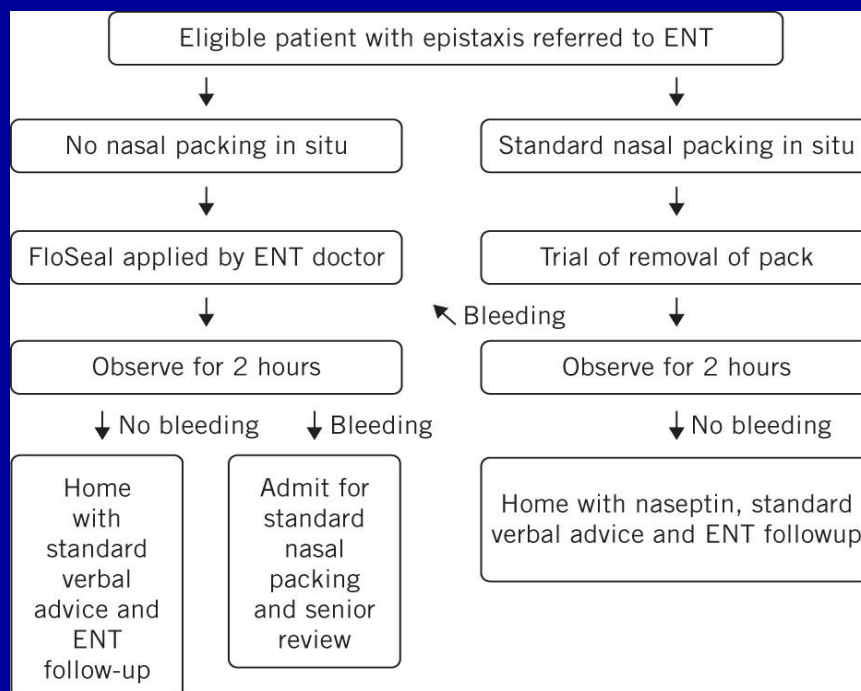 Eligible patient with epistaxis referred to ENT
No nasal packing in situ
Standard nasal packing in situ
FloSeal applied by ENT doctor
Trial of removal of pack
Bleeding
Observe for 2 hours
Observe for 2 hours
No bleeding
Bleeding
No bleeding
Home
with
standard
verbal
advice and
ENT
follow-up
Admit for
standard
nasal
packing
and senior
review
Home with naseptin, standard
verbal advice and ENT followup